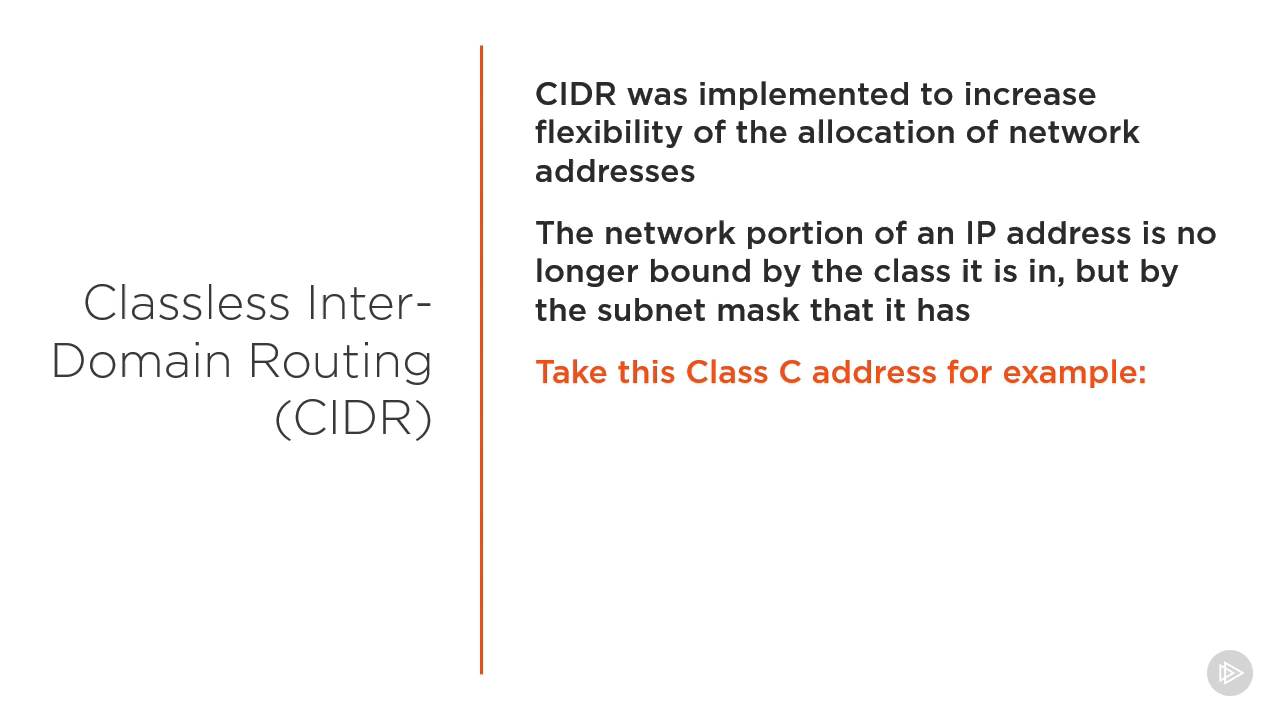 Classless Inter-
Domain Routing
(CIDR)
CIDR was implemented to increase
flexibility of the allocation of network
addresses
The network portion of an IP address is no
longer bound by the class it is in, but by
the subnet mask that it has
Take this Class C address for example: